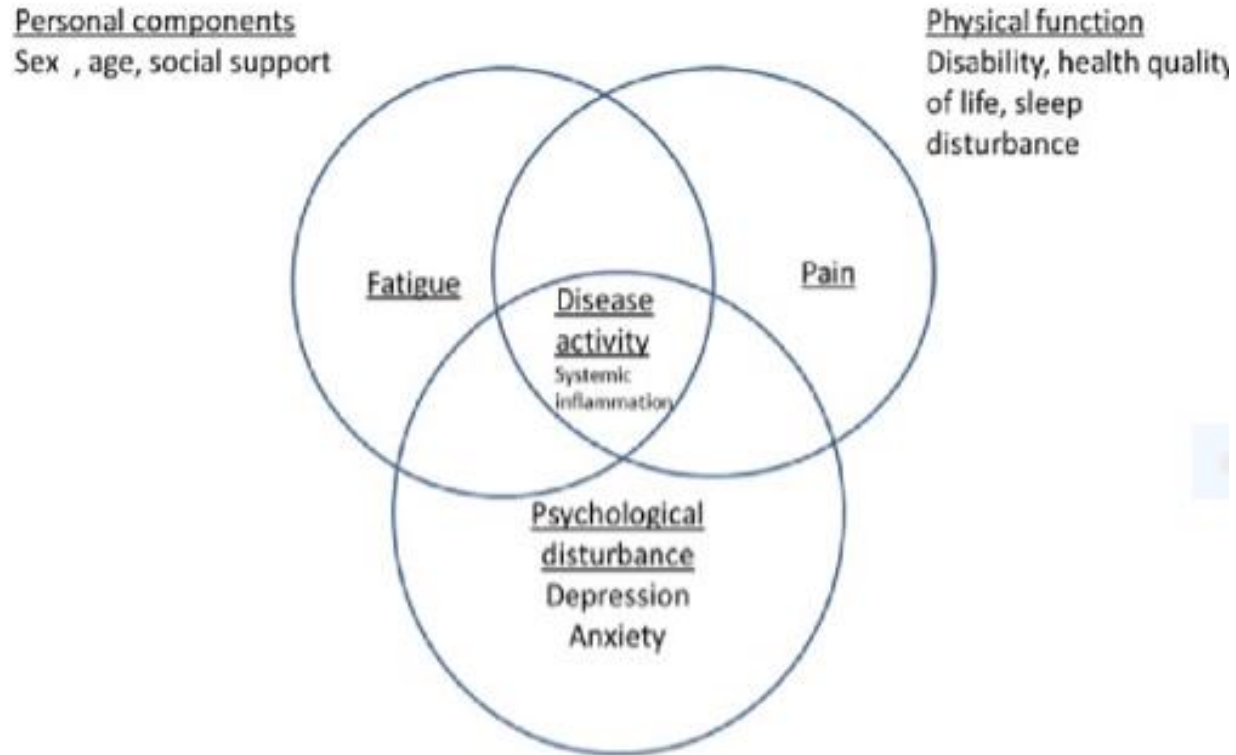 Personal components
Sex , age, social support
Physical function
Disability, health quality
of life, sleep
disturbance
Fatigue
Pain
Disease
activity
Systemic
inflammation
Psychological
disturbance
Depression
Anxiety